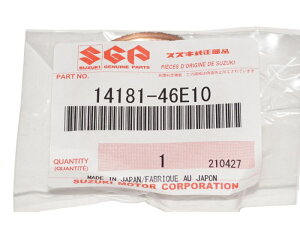 SGP スズキ純正部品
SUZUKI GENUINE PARTS
PIÈCES D'ORIGINE DE SUZUKI
PART NO.
14181-46E10
QUANTITY
(QUANTITÉ)
1
210427
MADE IN JAPAN/FABRIQUE AU JAPON
SUZUKI MOTOR CORPORATION